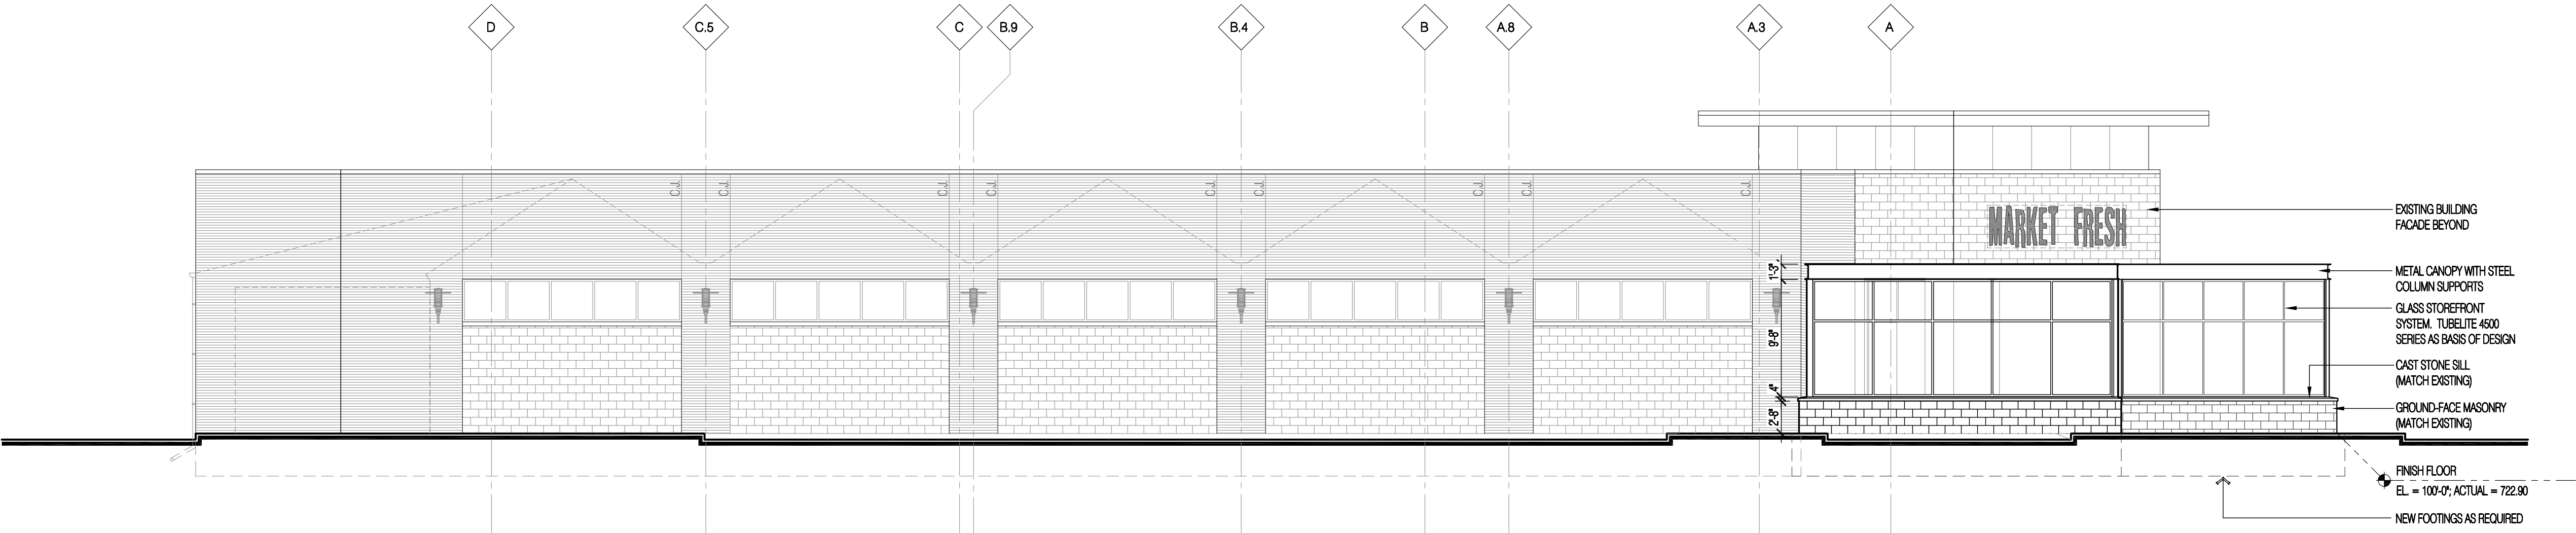 D
C.5
C
B.9
B.4
B
A.8
A.3
A
C.J.
C.J.
C.J.
C.J.
C.J.
C.J.
C.J.
C.J.
C.J.
MARKET FRESH
EXISTING BUILDING
FACADE BEYOND
1'-3"
METAL CANOPY WITH STEEL
COLUMN SUPPORTS
GLASS STOREFRONT
SYSTEM. TUBELITE 4500
SERIES AS BASIS OF DESIGN
9'-8"
CAST STONE SILL
(MATCH EXISTING)
4"
2'-8"
GROUND-FACE MASONRY
(MATCH EXISTING)
FINISH FLOOR
EL. = 100'-0"; ACTUAL = 722.90
NEW FOOTINGS AS REQUIRED